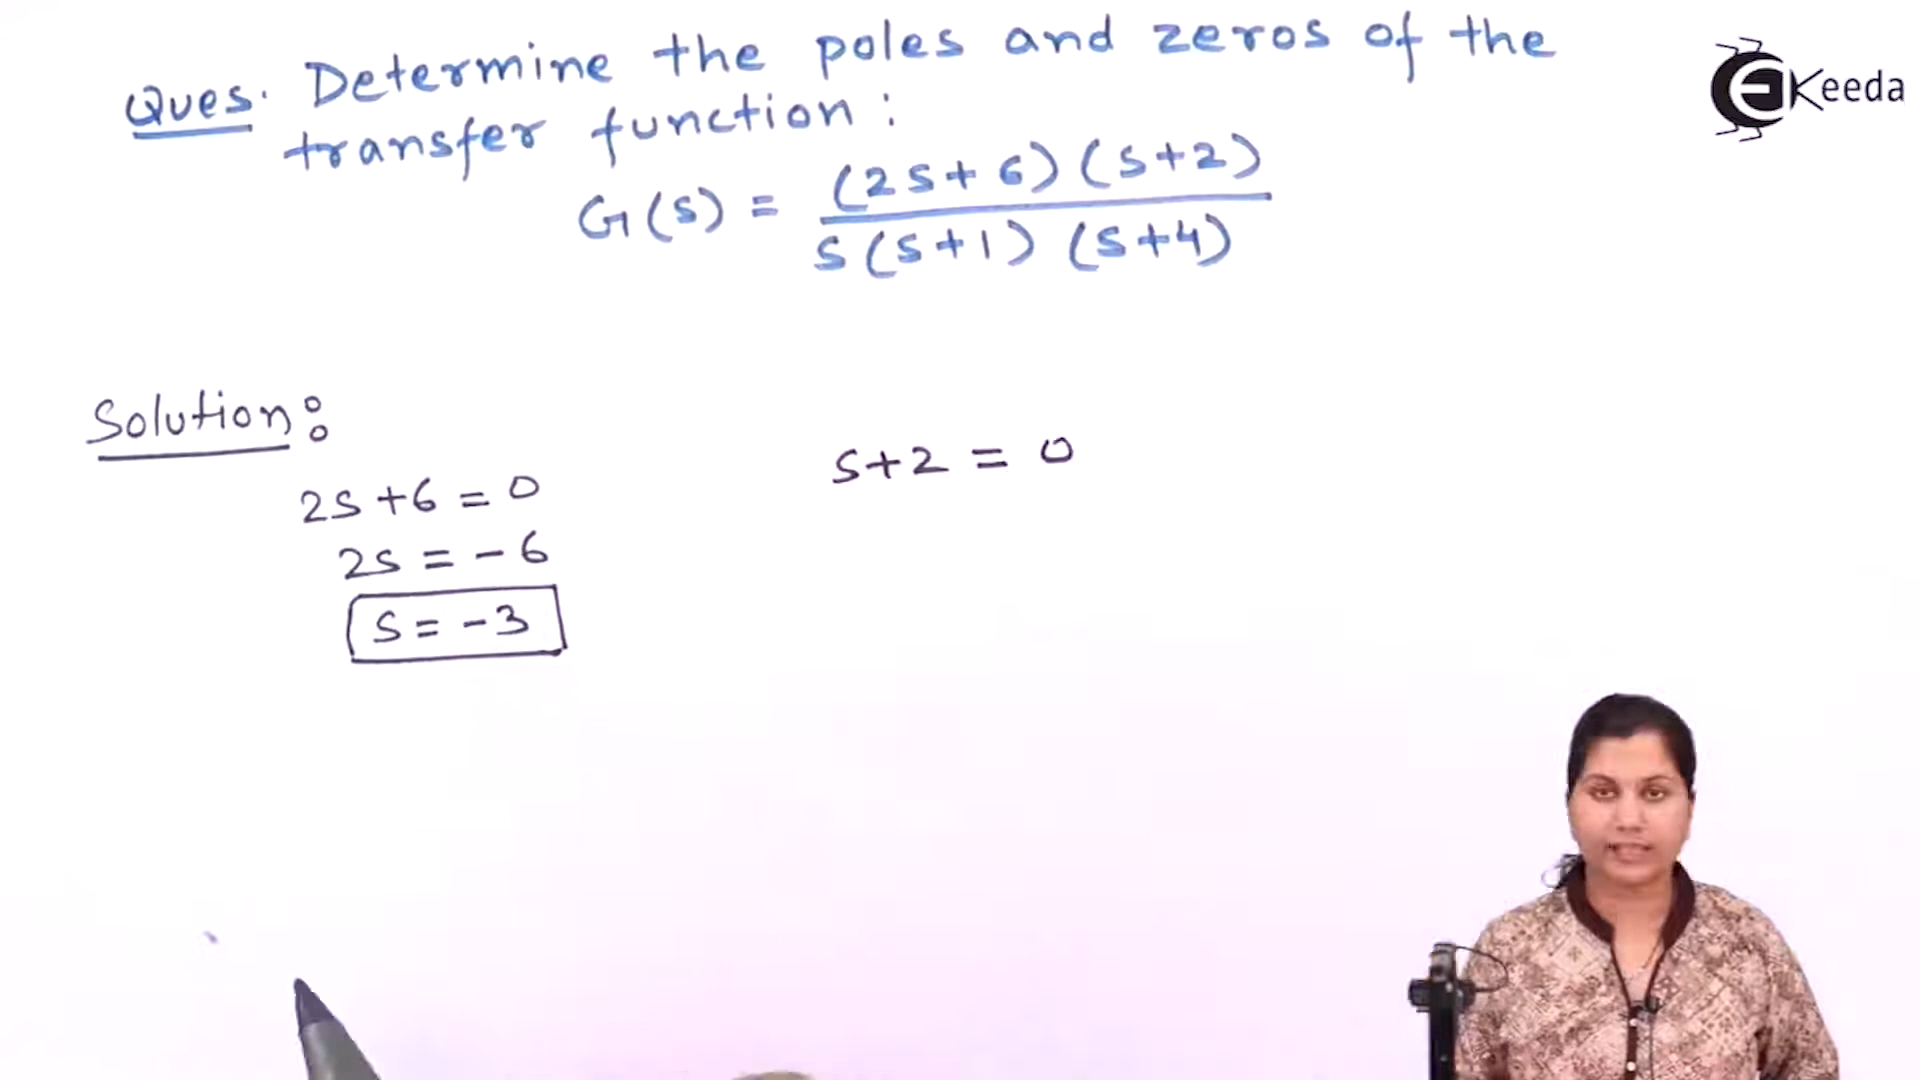 Ques. Determine the poles and zeros of the
transfer function :
G(s) = (2s+6)(s+2) / s(s+1)(s+4)
Keeda
Solution :
2s+6 = 0
2s = -6
s = -3
s+2 = 0